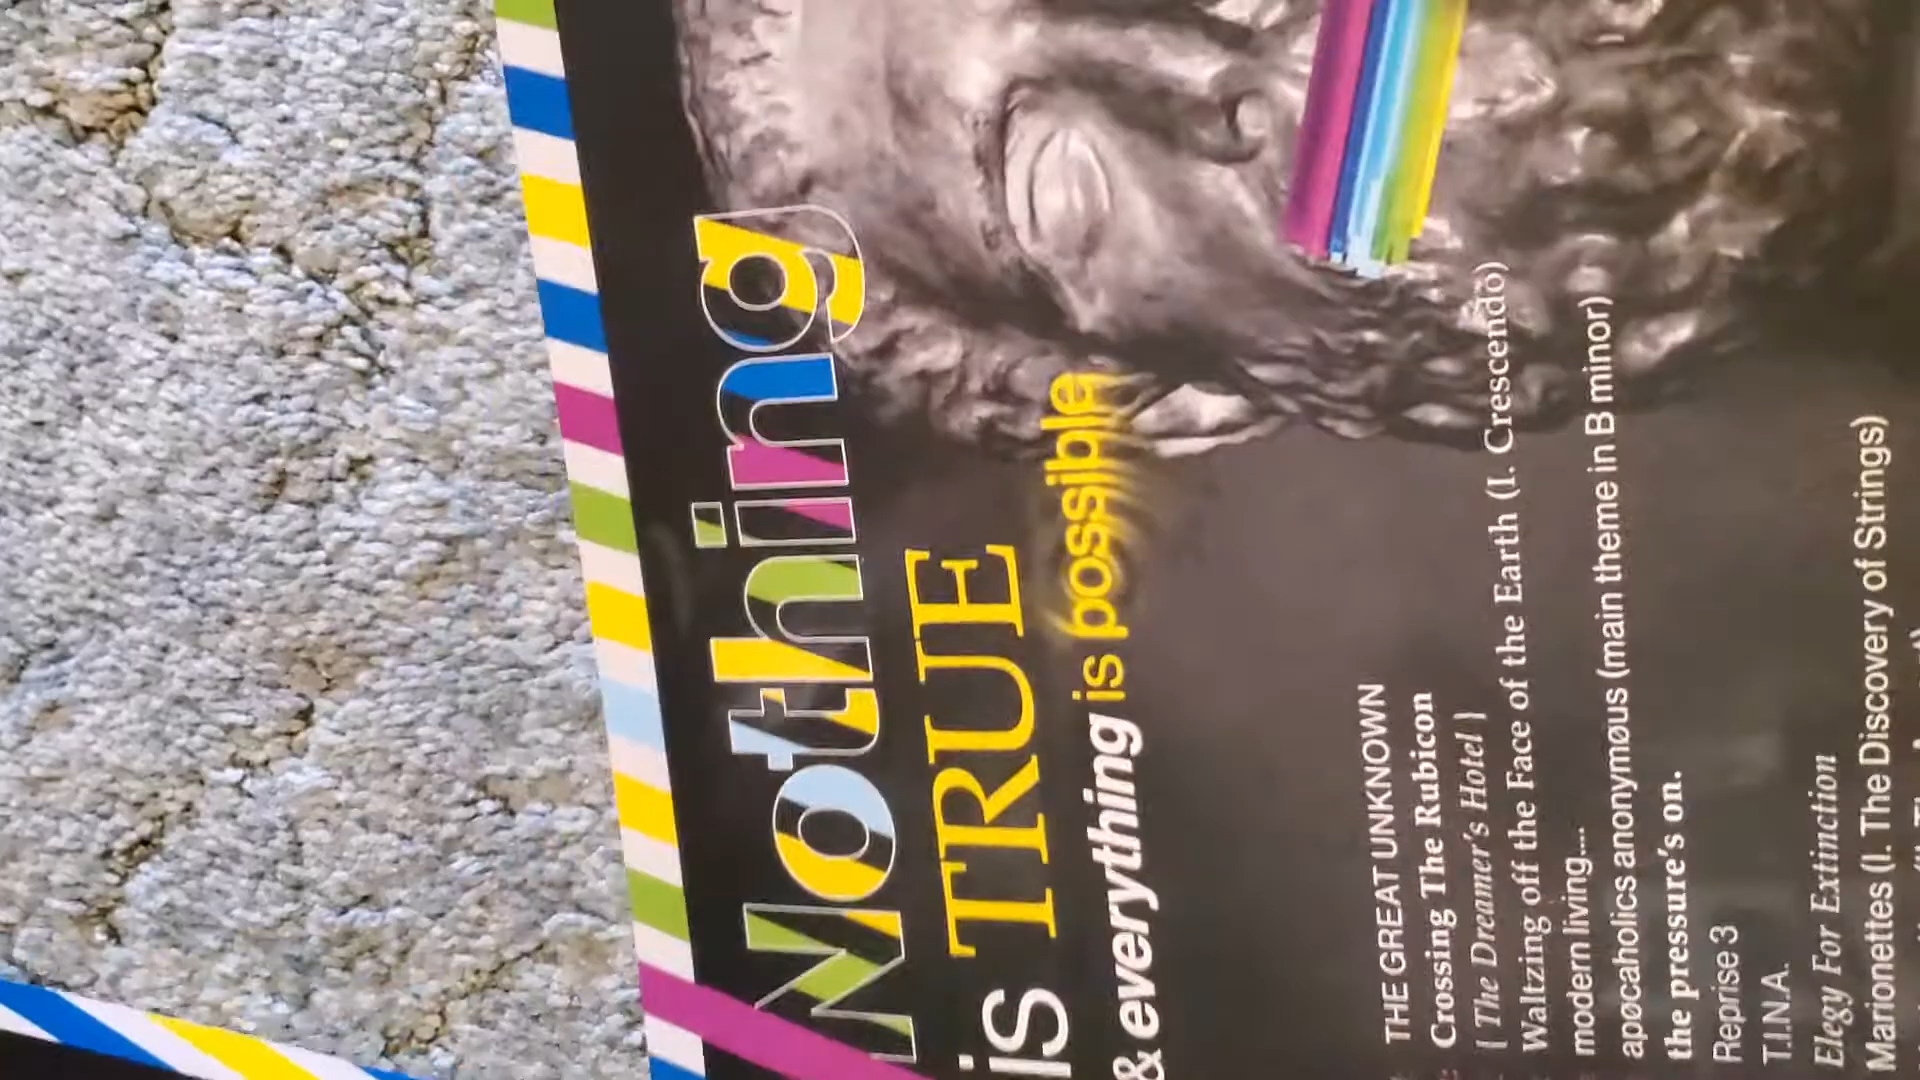 Nothing
is TRUE
& everything is possible
THE GREAT UNKNOWN
Crossing The Rubicon
{ The Dreamer's Hotel }
Waltzing off the Face of the Earth (I. Crescendo)
modern living....
apøcaholics anonymøus (main theme in B minor)
the pressure's on.
Reprise 3
T.I.N.A.
Elegy For Extinction
Marionettes (I. The Discovery of Strings)